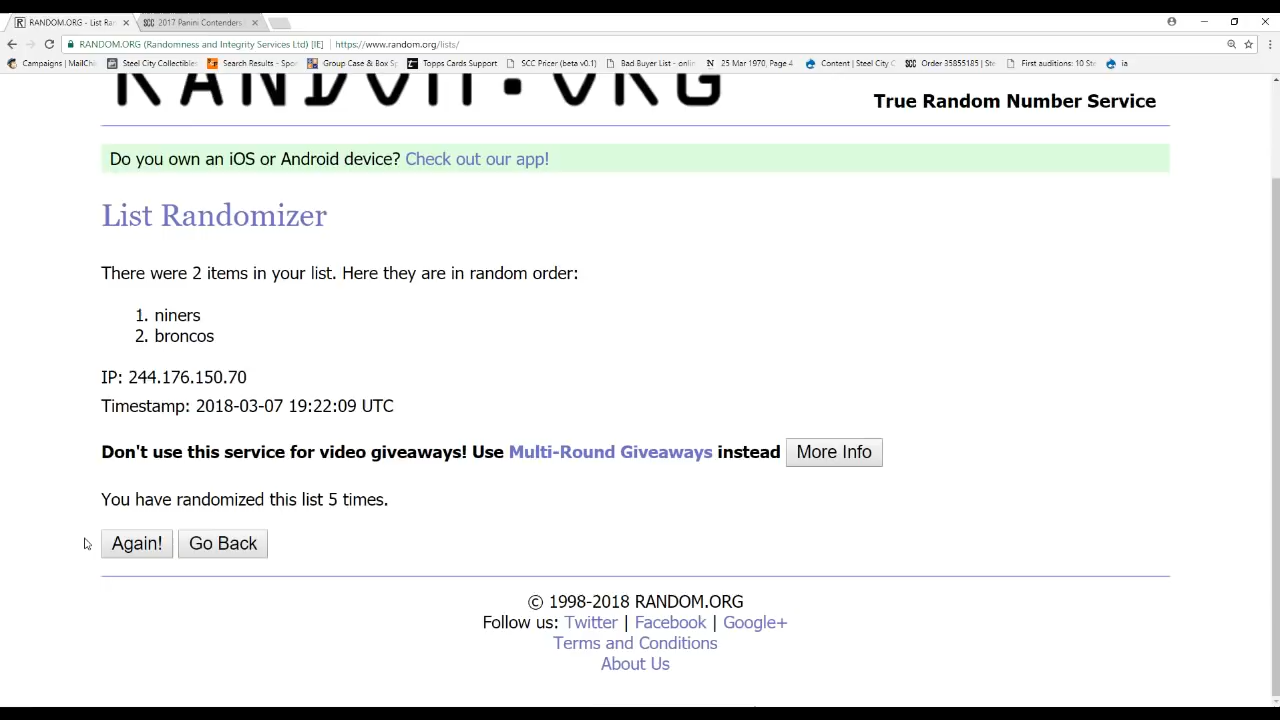 RANDOM.ORG - List Ra
SCC 2017 Panini Contenders
RANDOM.ORG (Randomness and Integrity Services Ltd) [IE] https://www.random.org/lists/
Campaigns | MailChi Steel City Collectibles Search Results - Spo Group Case & Box S Topps Cards Support SCC Pricer (beta v0.1) Bad Buyer List - onlin N 25 Mar 1970, Page 4 Content | Steel City C SCC Order 35855185 | St First auditions: 10 St ia
RANDOM.ORG
True Random Number Service
Do you own an iOS or Android device? Check out our app!
List Randomizer
There were 2 items in your list. Here they are in random order:
1. niners
2. broncos
IP: 244.176.150.70
Timestamp: 2018-03-07 19:22:09 UTC
Don't use this service for video giveaways! Use Multi-Round Giveaways instead More Info
You have randomized this list 5 times.
Again! Go Back
© 1998-2018 RANDOM.ORG
Follow us: Twitter | Facebook | Google+
Terms and Conditions
About Us